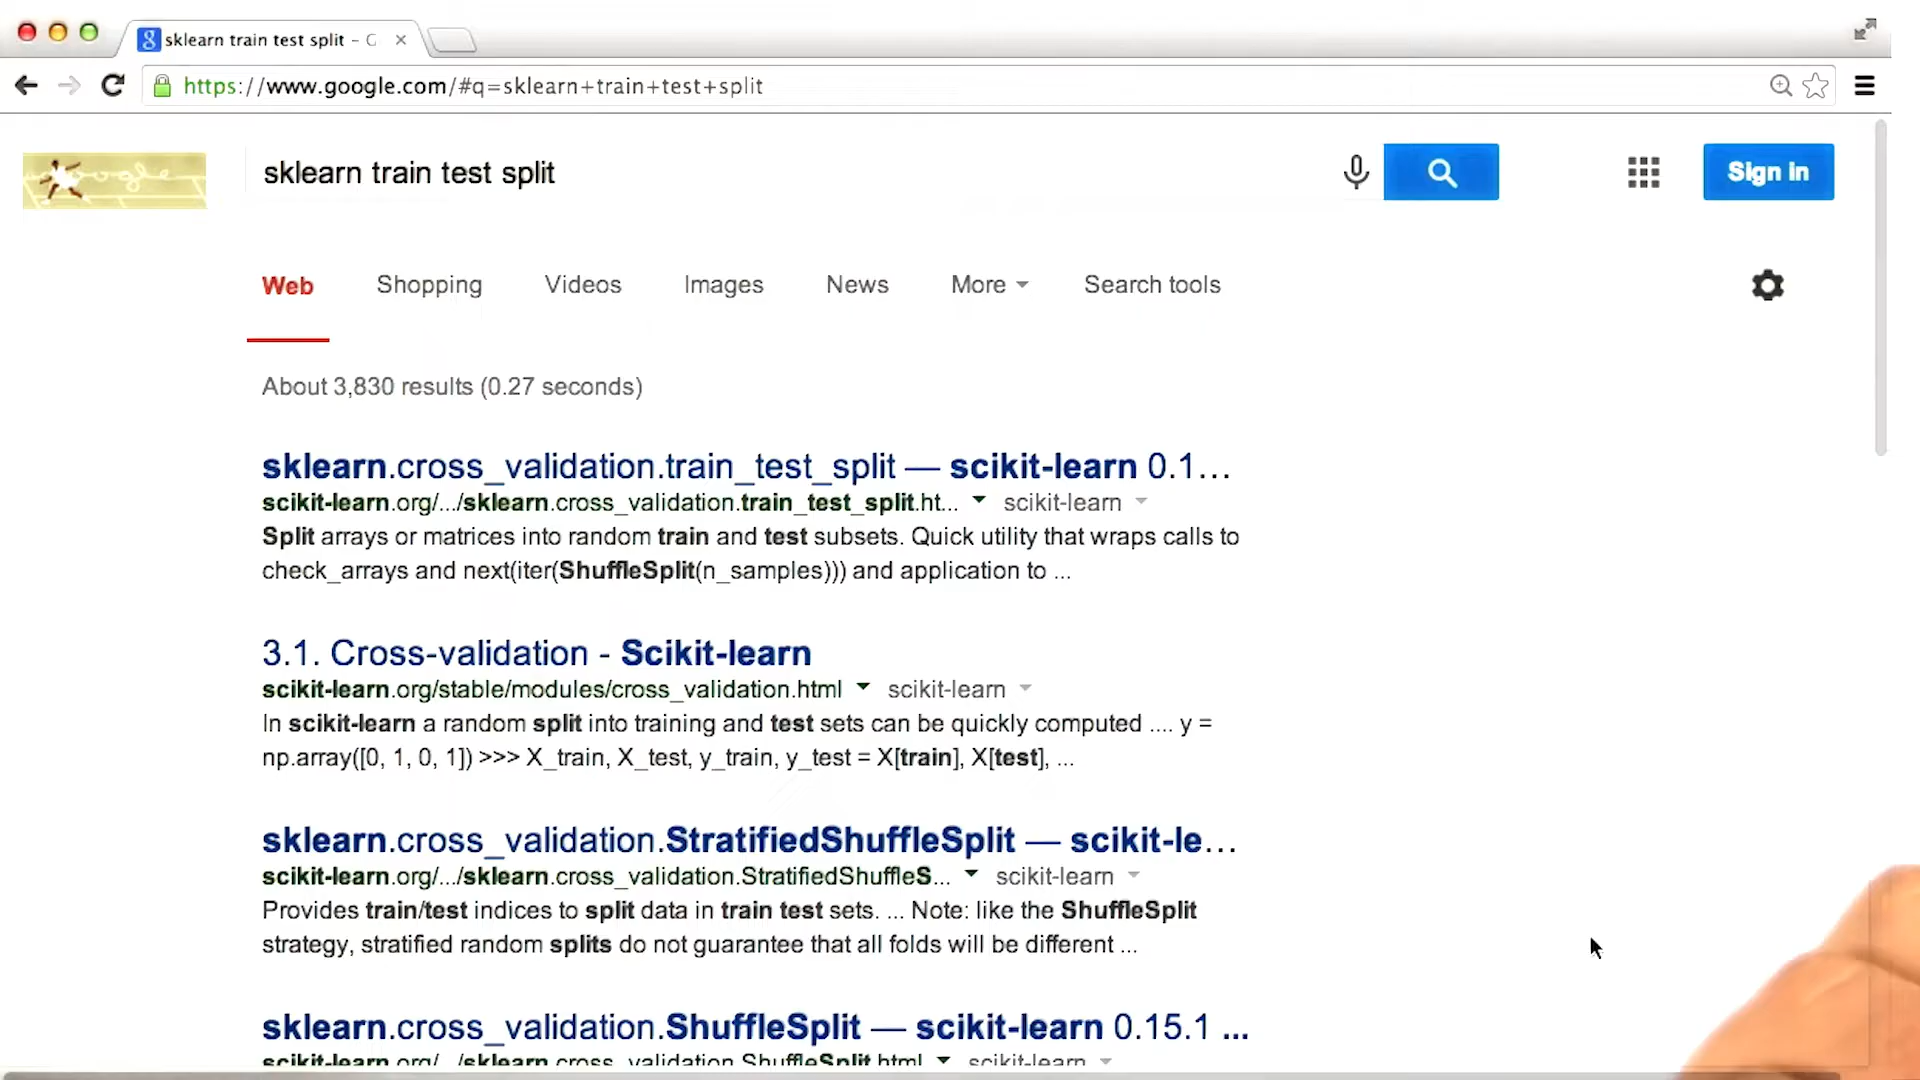 sklearn train test split – G
https://www.google.com/#q=sklearn+train+test+split
Google
sklearn train test split
Sign in
Web Shopping Videos Images News More Search tools
About 3,830 results (0.27 seconds)
sklearn.cross_validation.train_test_split — scikit-learn 0.1...
scikit-learn.org/.../sklearn.cross_validation.train_test_split.ht... scikit-learn
Split arrays or matrices into random train and test subsets. Quick utility that wraps calls to
check_arrays and next(iter(ShuffleSplit(n_samples))) and application to ...
3.1. Cross-validation - Scikit-learn
scikit-learn.org/stable/modules/cross_validation.html scikit-learn
In scikit-learn a random split into training and test sets can be quickly computed .... y =
np.array([0, 1, 0, 1]) >>> X_train, X_test, y_train, y_test = X[train], X[test], ...
sklearn.cross_validation.StratifiedShuffleSplit — scikit-le...
scikit-learn.org/.../sklearn.cross_validation.StratifiedShuffleS... scikit-learn
Provides train/test indices to split data in train test sets. ... Note: like the ShuffleSplit
strategy, stratified random splits do not guarantee that all folds will be different ...
sklearn.cross_validation.ShuffleSplit — scikit-learn 0.15.1 ...
scikit-learn.org/.../sklearn.cross_validation.ShuffleSplit.html scikit-learn